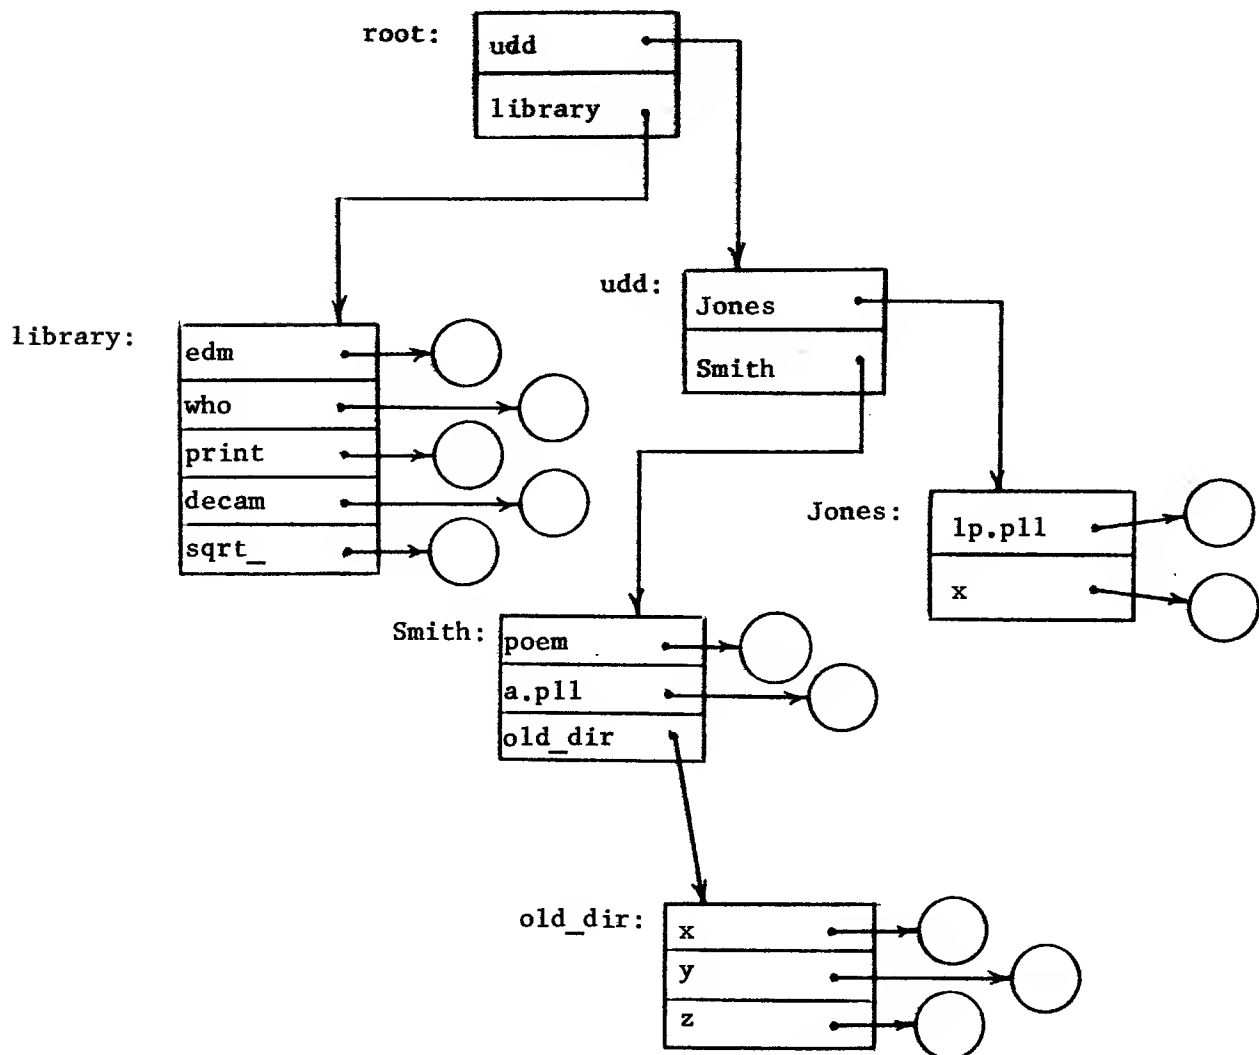 root:
udd
library
udd:
Jones
Smith
library:
edm
who
print
decam
sqrt_
Jones:
lp.pl1
x
Smith:
poem
a.pl1
old_dir
old_dir:
x
y
z